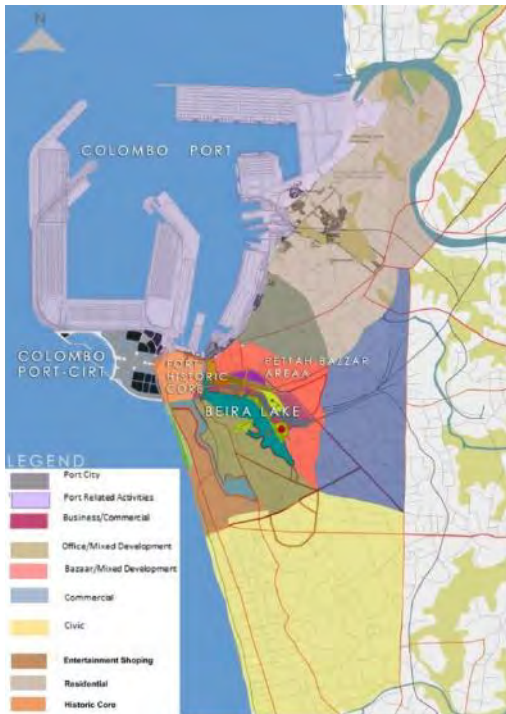 N
COLOMBO PORT
COLOMBO
PORT-CIRT
FORT
HISTORIC
CORE
PETTAH BAZZAR
AREAA
BEIRA LAKE
LEGEND
Port City
Port Related Activities
Business/Commercial
Office/Mixed Development
Bazaar/Mixed Development
Commercial
Civic
Entertainment Shoping
Residential
Historic Core